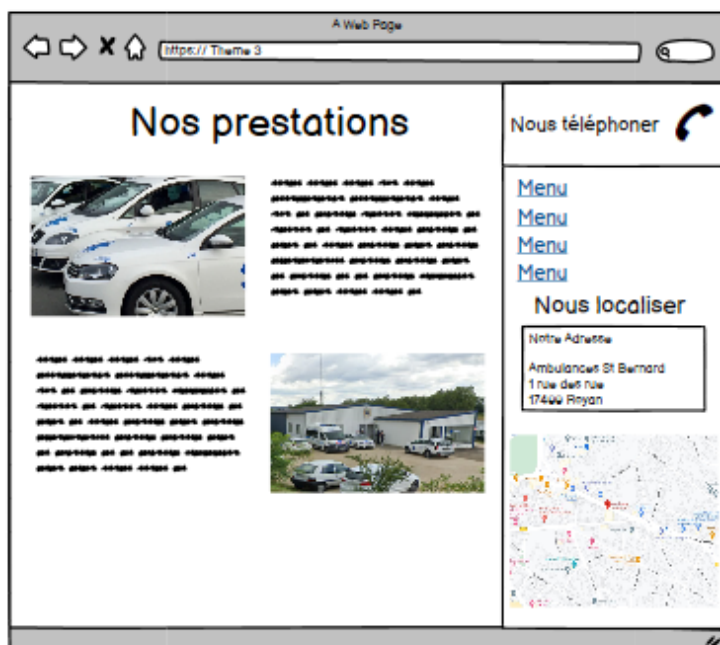 A Web Page
https:// Theme 3
Nos prestations
Nous téléphoner
Menu
Menu
Menu
Menu
Nous localiser
Notre Adresse
Ambulances St Bernard
1 rue des rue
17400 Royan